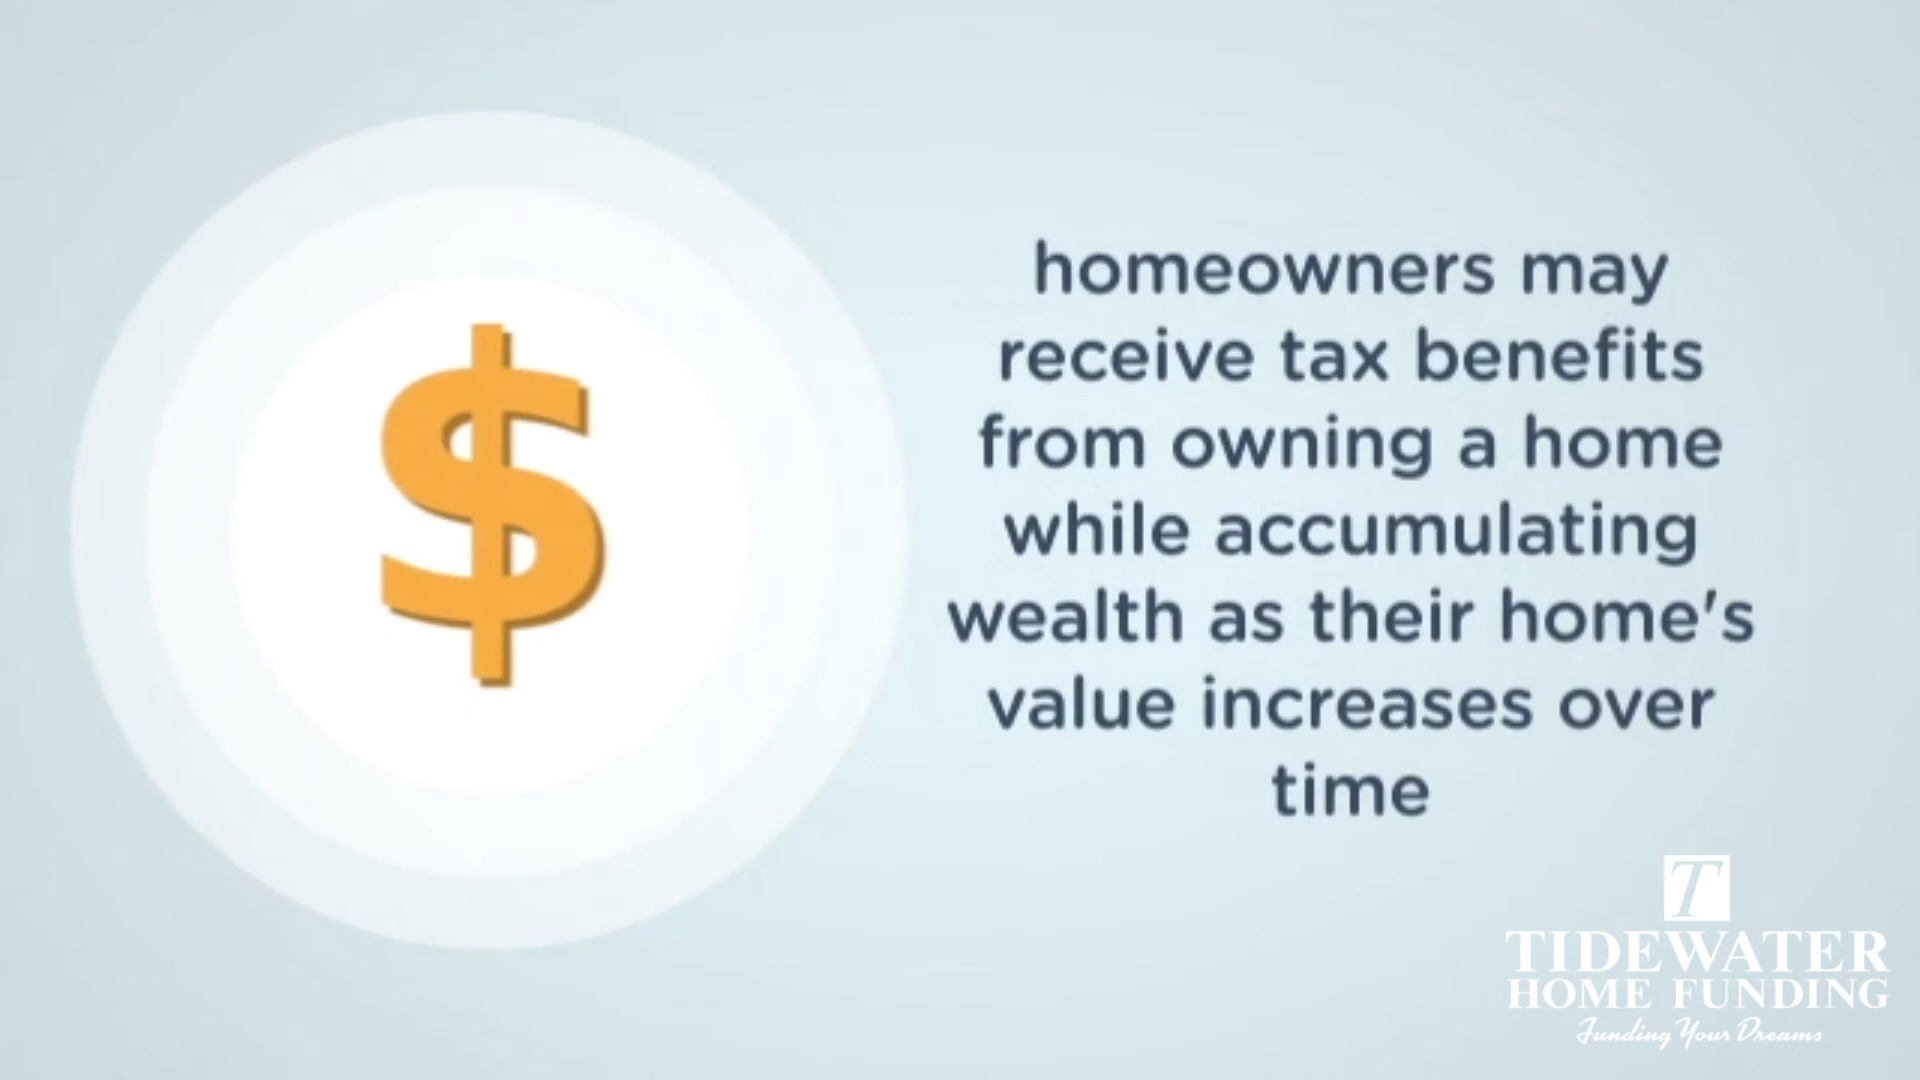 $
homeowners may
receive tax benefits
from owning a home
while accumulating
wealth as their home's
value increases over
time
T
TIDEWATER
HOME FUNDING
Funding Your Dreams